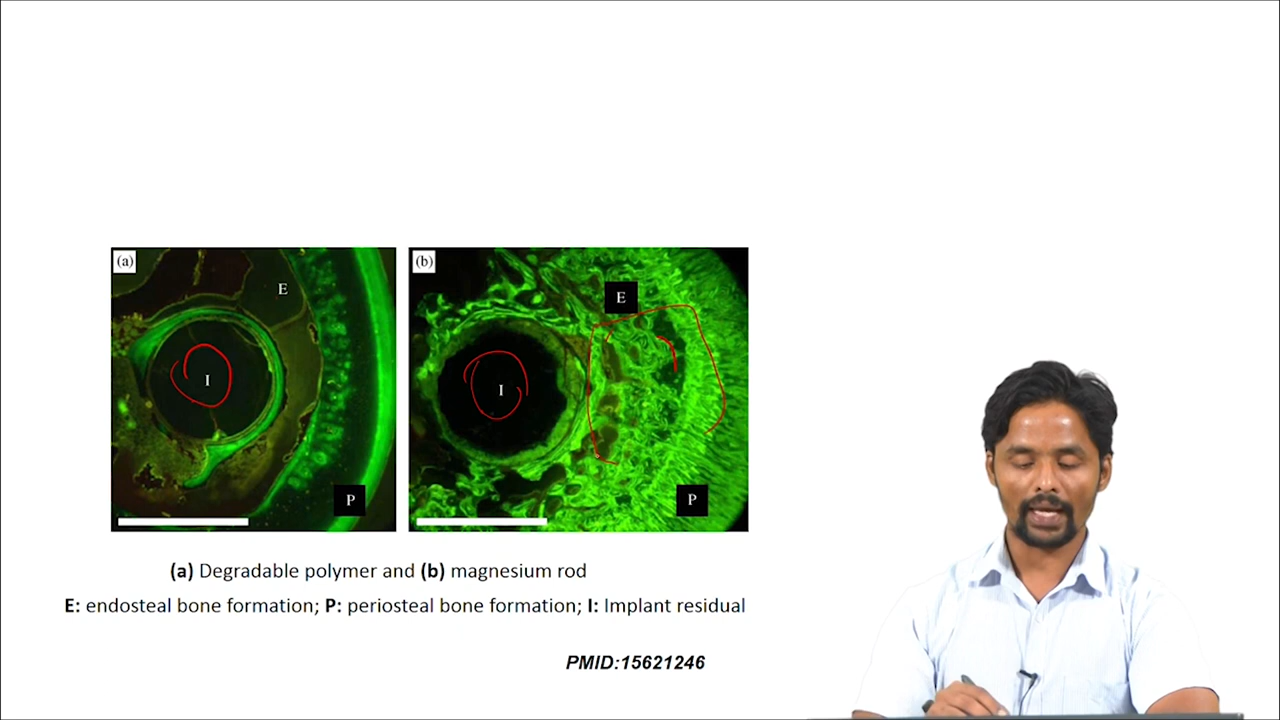 (a)
(b)
E
E
I
I
P
P
(a) Degradable polymer and (b) magnesium rod
E: endosteal bone formation; P: periosteal bone formation; I: Implant residual
PMID:15621246